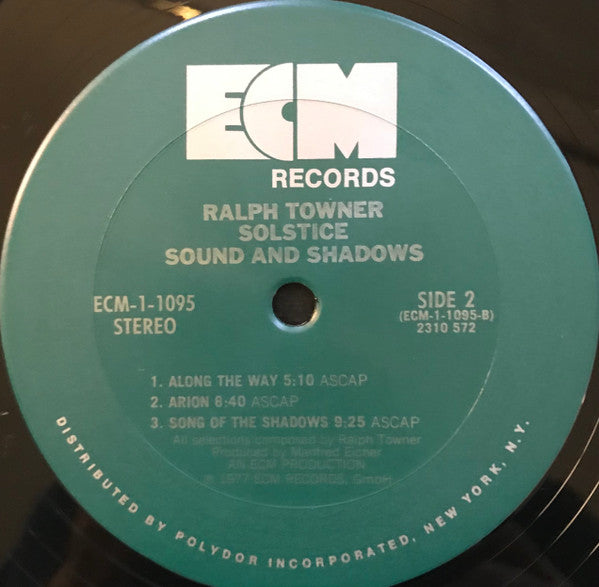 ECM
RECORDS
RALPH TOWNER
SOLSTICE
SOUND AND SHADOWS
ECM-1-1095
STEREO
SIDE 2
(ECM-1-1095-B)
2310 572
1. ALONG THE WAY 5:10 ASCAP
2. ARION 8:40 ASCAP
3. SONG OF THE SHADOWS 9:25 ASCAP
All selections composed by Ralph Towner
Produced by Manfred Eicher
AN ECM PRODUCTION
℗ 1977 ECM RECORDS, GmbH
DISTRIBUTED BY POLYDOR INCORPORATED, NEW YORK, N.Y.